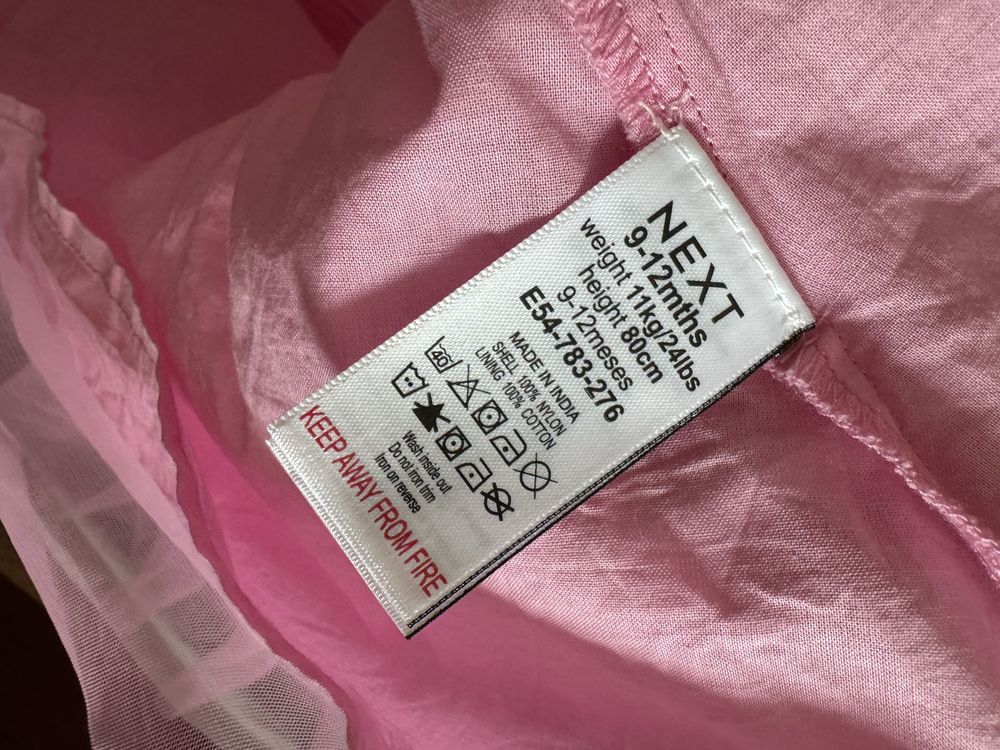 NEXT
9-12mths
weight 11kg/24lbs
height 80cm
9-12meses
E54-783-276
MADE IN INDIA
SHELL 100% NYLON
LINING 100% COTTON
40
Wash inside out
Do not iron trim
Iron on reverse
KEEP AWAY FROM FIRE